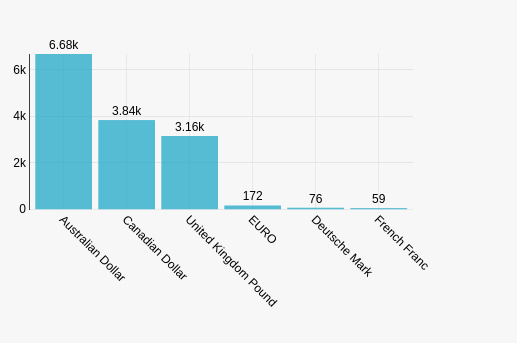 6.68k
6k
3.84k
4k
3.16k
2k
172
76
59
0
Australian Dollar
Canadian Dollar
United Kingdom Pound
EURO
Deutsche Mark
French Franc